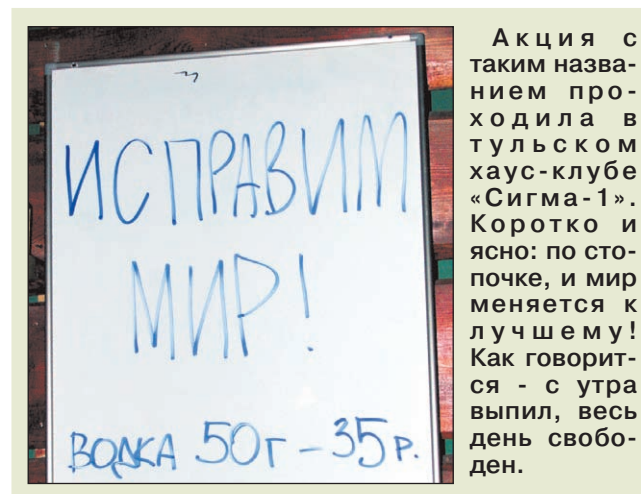 ИСПРАВИМ
МИР!
ВОДКА 50г - 35 р.
Акция с
таким назва-
нием про-
ходила в
тульском
хаус-клубе
«Сигма-1».
Коротко и
ясно: по сто-
почке, и мир
меняется к
лучшему!
Как говорит-
ся - с утра
выпил, весь
день свобо-
ден.